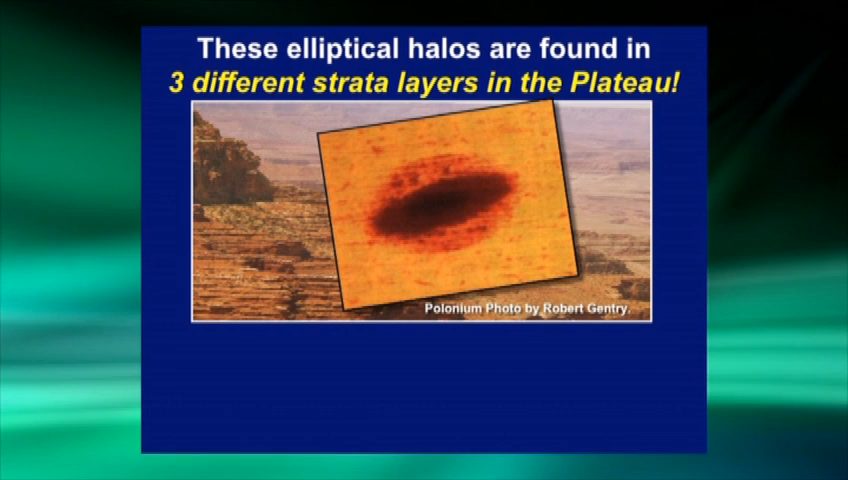 These elliptical halos are found in
3 different strata layers in the Plateau!
Polonium Photo by Robert Gentry.